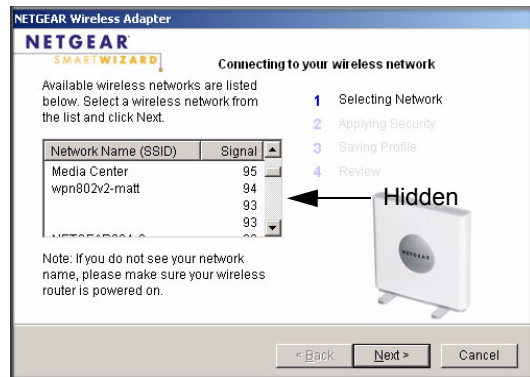 NETGEAR Wireless Adapter
NETGEAR
SMARTWIZARD
Connecting to your wireless network
Available wireless networks are listed
below. Select a wireless network from
the list and click Next.
1 Selecting Network
2 Applying Security
3 Saving Profile
4 Review
Network Name (SSID) Signal
Media Center 95
wpn802v2-matt 94
93
93
Hidden
Note: If you do not see your network
name, please make sure your wireless
router is powered on.
NETGEAR
< Back Next > Cancel